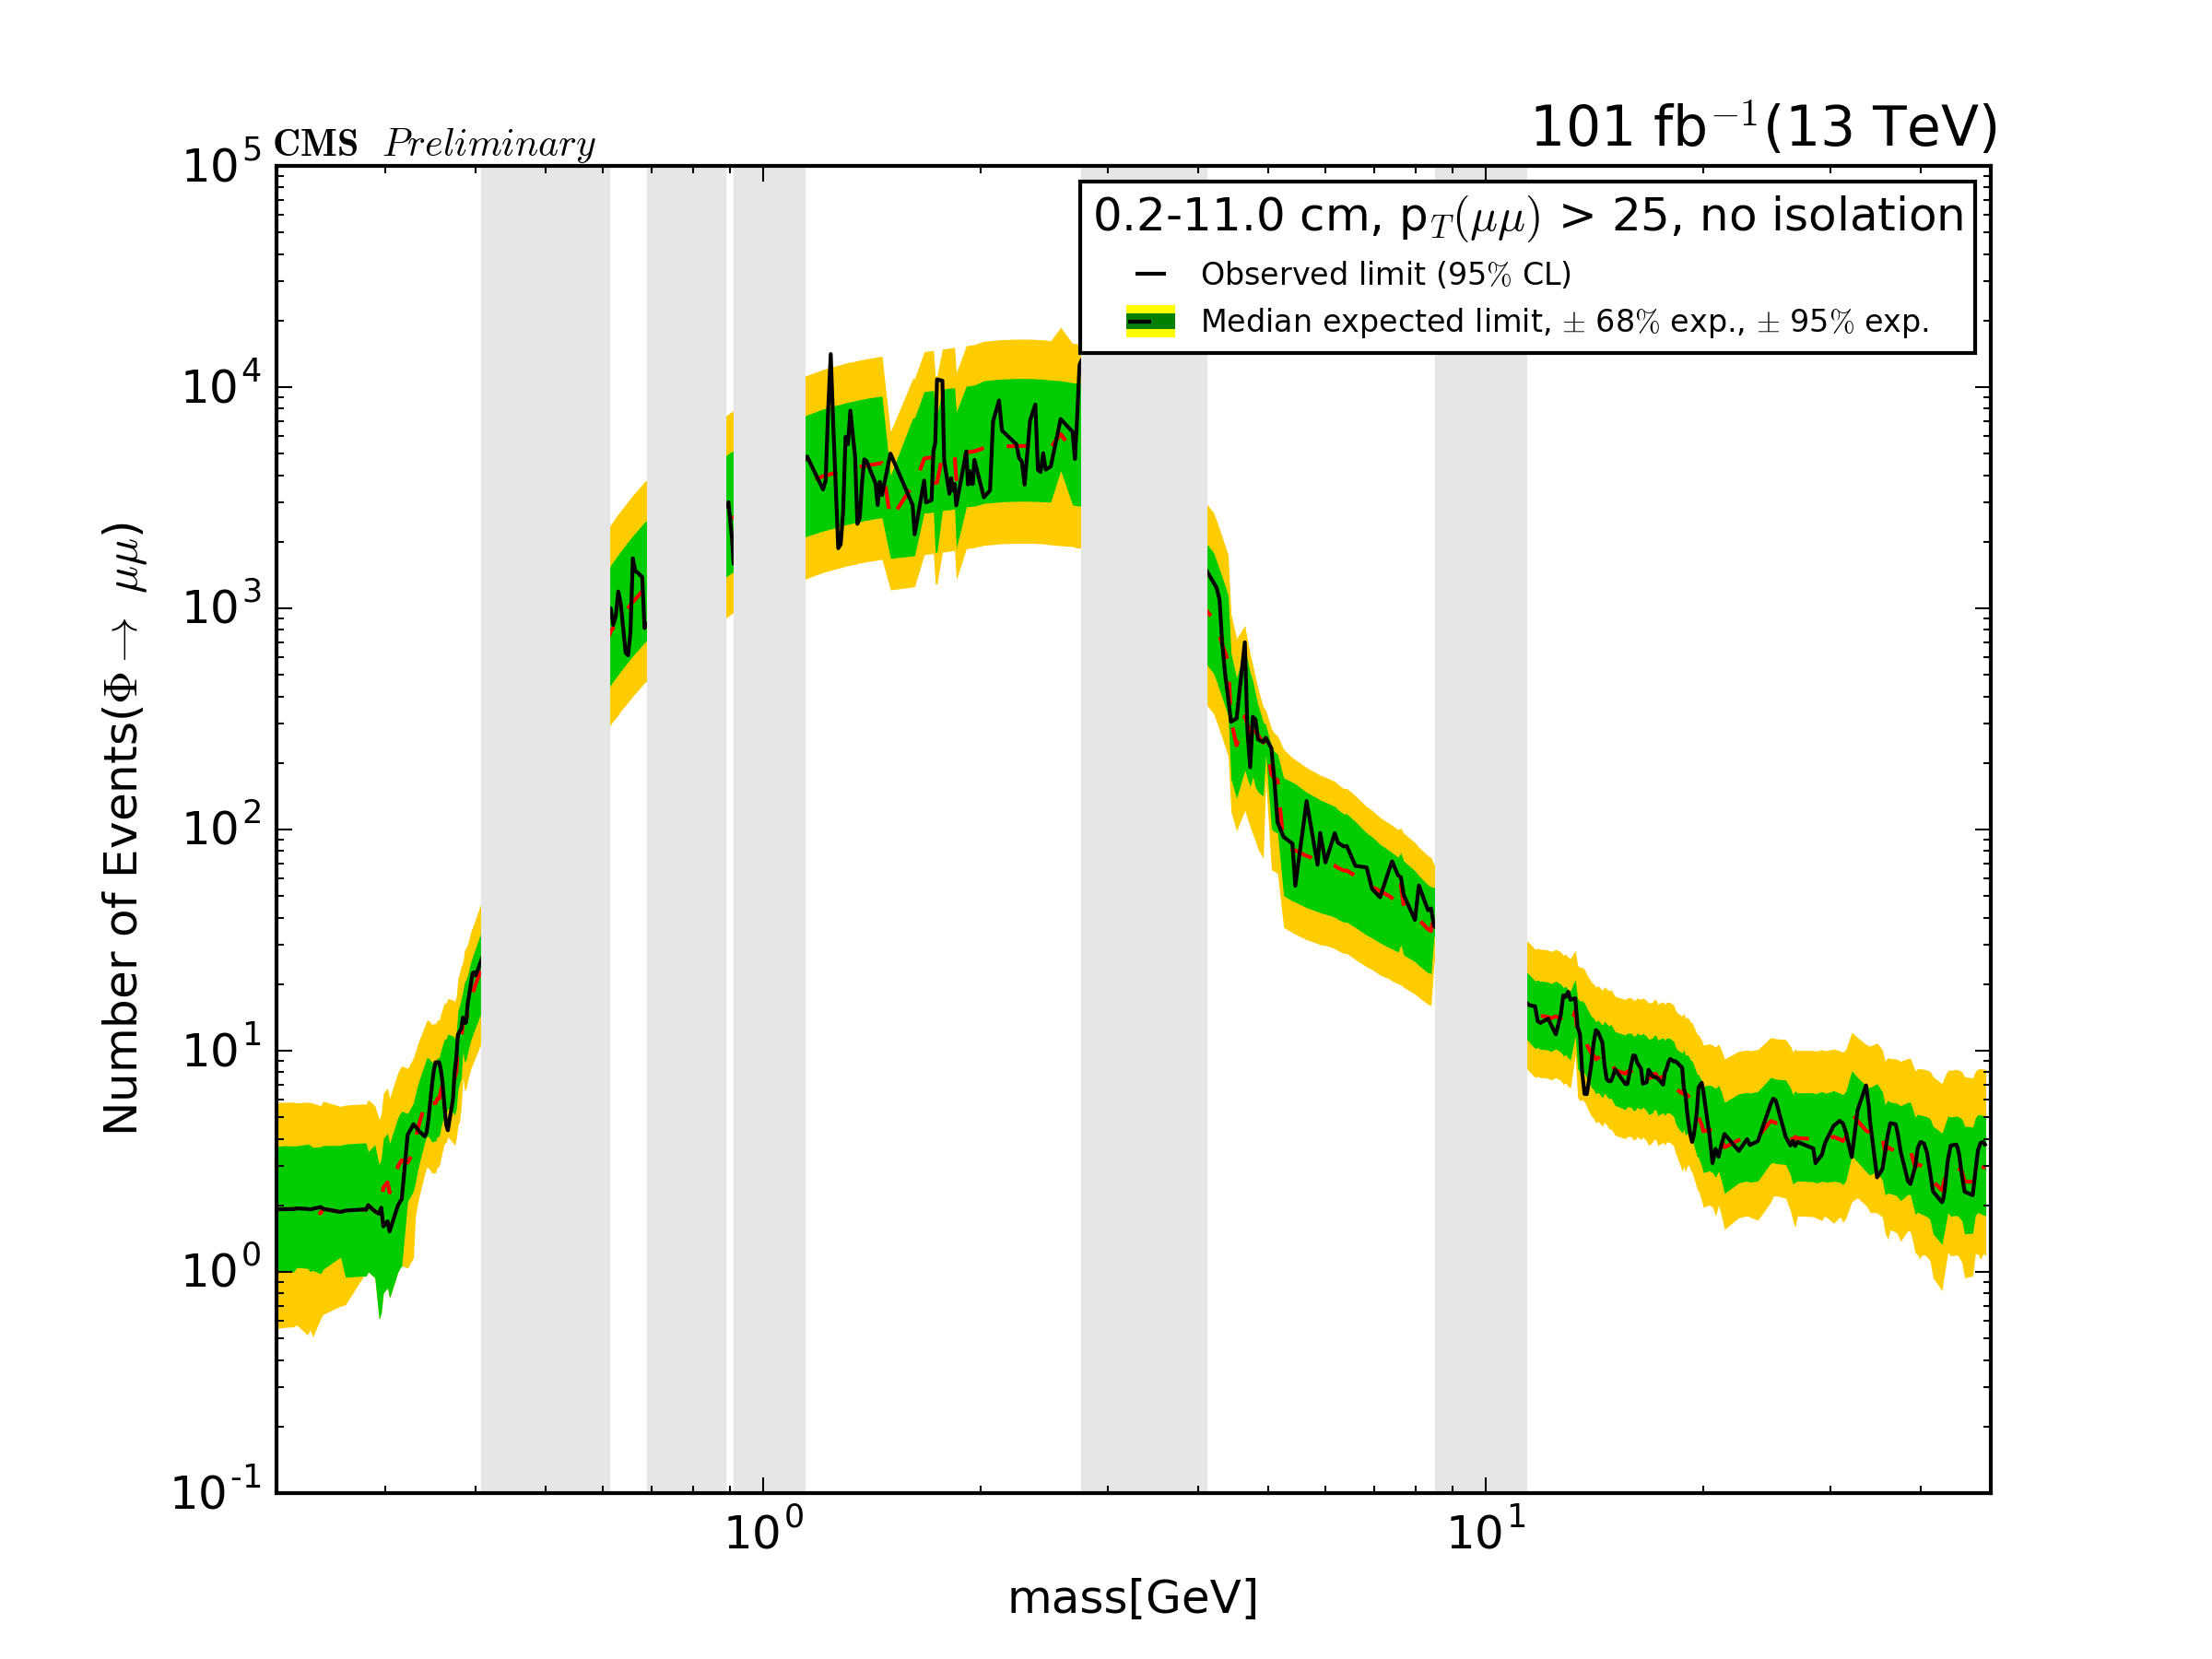 CMS Preliminary
101 fb⁻¹(13 TeV)
0.2-11.0 cm, p_T(μμ) > 25, no isolation
Observed limit (95% CL)
Median expected limit, ± 68% exp., ± 95% exp.
Number of Events(Φ → μμ)
10⁵
10⁴
10³
10²
10¹
10⁰
10⁻¹
10⁰ 10¹
mass[GeV]